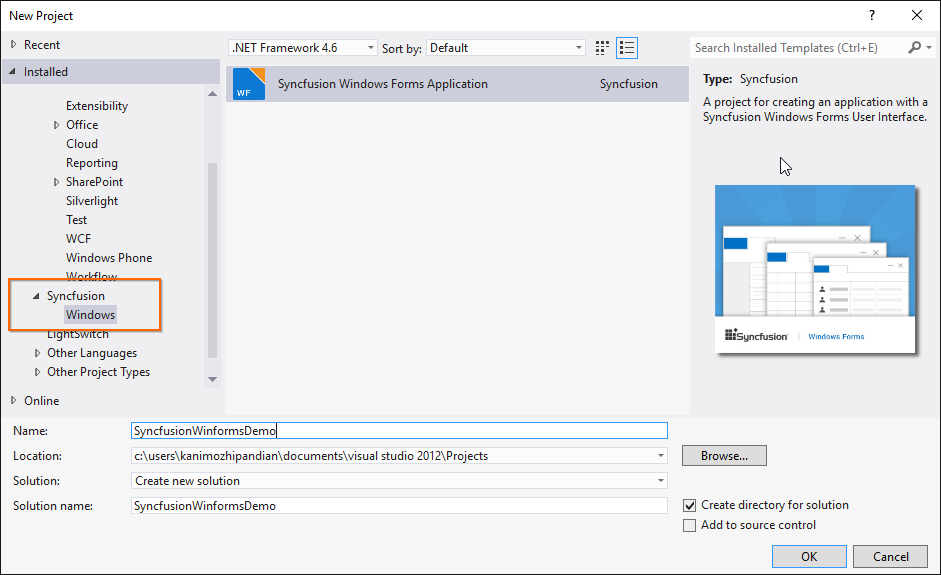 New Project
Recent
.NET Framework 4.6
Sort by:
Default
Search Installed Templates (Ctrl+E)
Installed
Extensibility
Office
Cloud
Reporting
SharePoint
Silverlight
Test
WCF
Windows Phone
Workflow
Syncfusion
Windows
LightSwitch
Other Languages
Other Project Types
Online
WF
Syncfusion Windows Forms Application
Syncfusion
Type: Syncfusion
A project for creating an application with a
Syncfusion Windows Forms User Interface.
Syncfusion
Windows Forms
Name:
SyncfusionWinformsDemo
Location:
c:\users\kanimozhipandian\documents\visual studio 2012\Projects
Browse...
Solution:
Create new solution
Solution name:
SyncfusionWinformsDemo
Create directory for solution
Add to source control
OK
Cancel